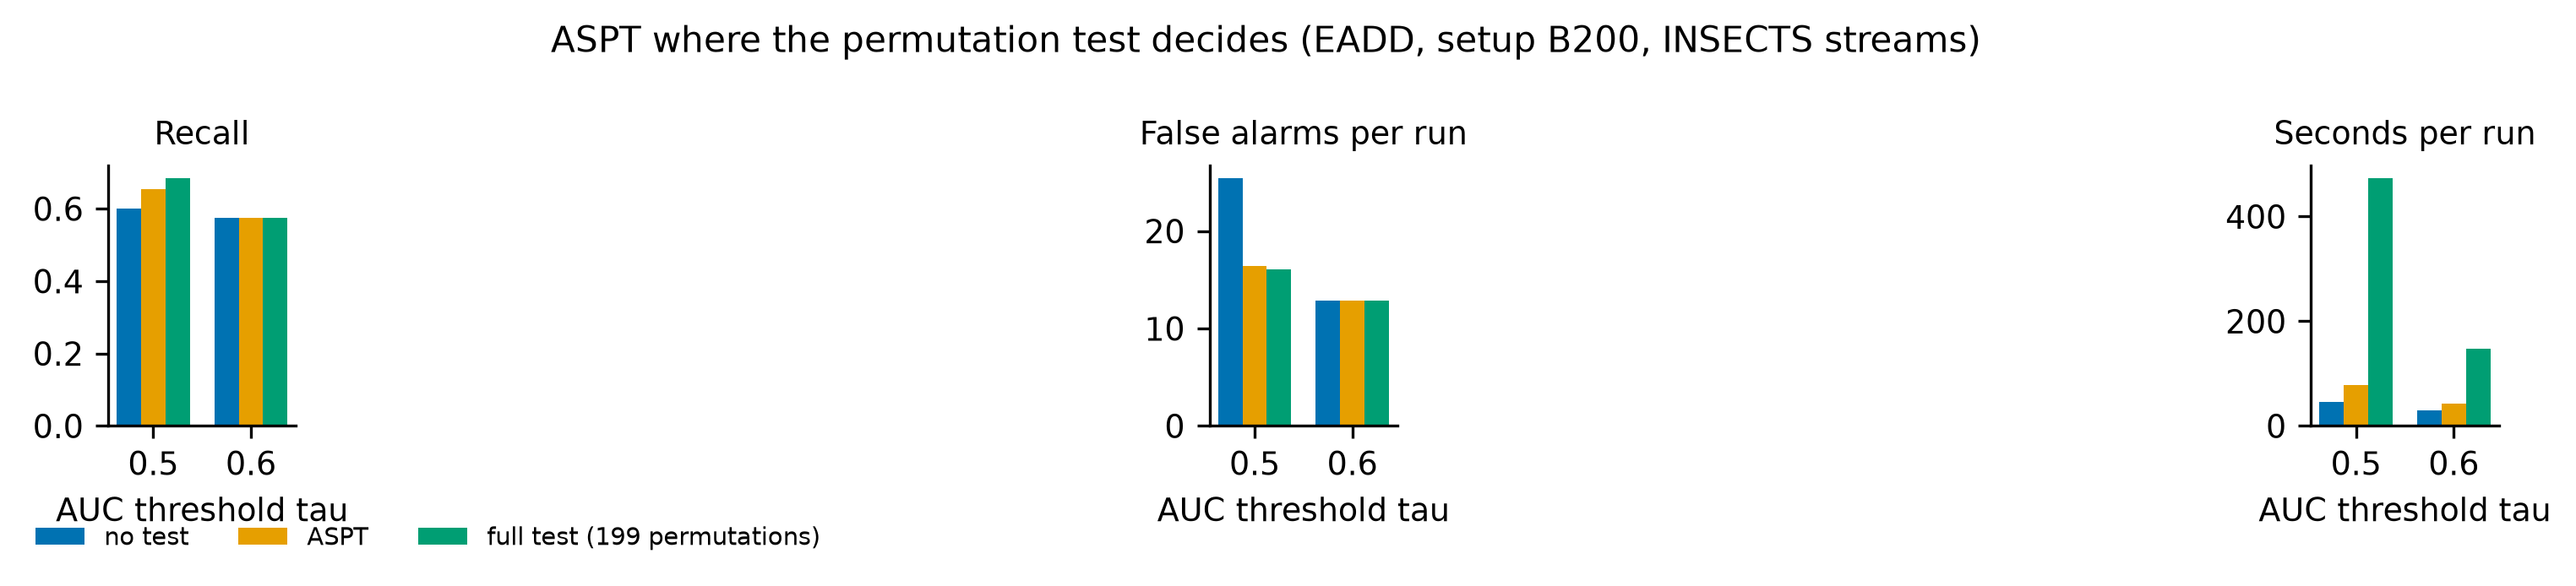 ASPT where the permutation test decides (EADD, setup B200, INSECTS streams)
Recall
0.6
0.4
0.2
0.0
0.5 0.6
AUC threshold tau
False alarms per run
20
10
0
0.5 0.6
AUC threshold tau
Seconds per run
400
200
0
0.5 0.6
AUC threshold tau
no test ASPT full test (199 permutations)